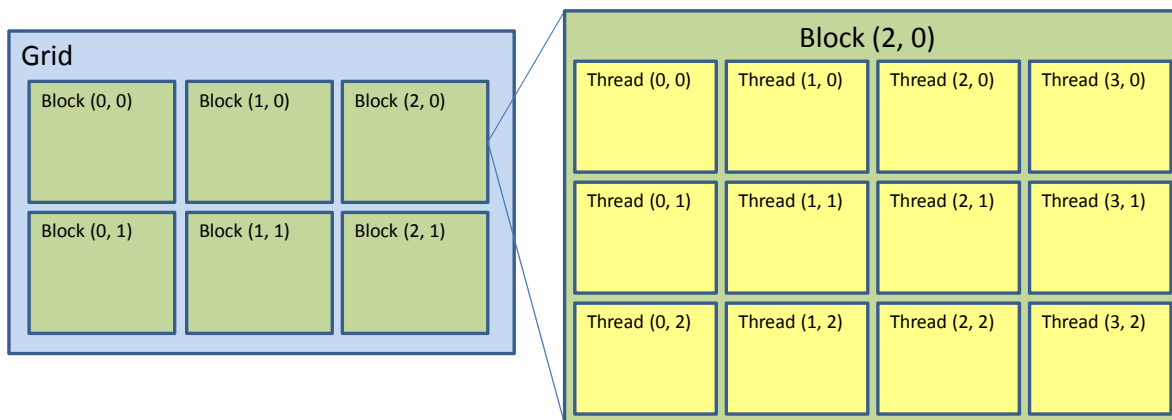 Grid
Block (0, 0)
Block (1, 0)
Block (2, 0)
Block (0, 1)
Block (1, 1)
Block (2, 1)
Block (2, 0)
Thread (0, 0)
Thread (1, 0)
Thread (2, 0)
Thread (3, 0)
Thread (0, 1)
Thread (1, 1)
Thread (2, 1)
Thread (3, 1)
Thread (0, 2)
Thread (1, 2)
Thread (2, 2)
Thread (3, 2)